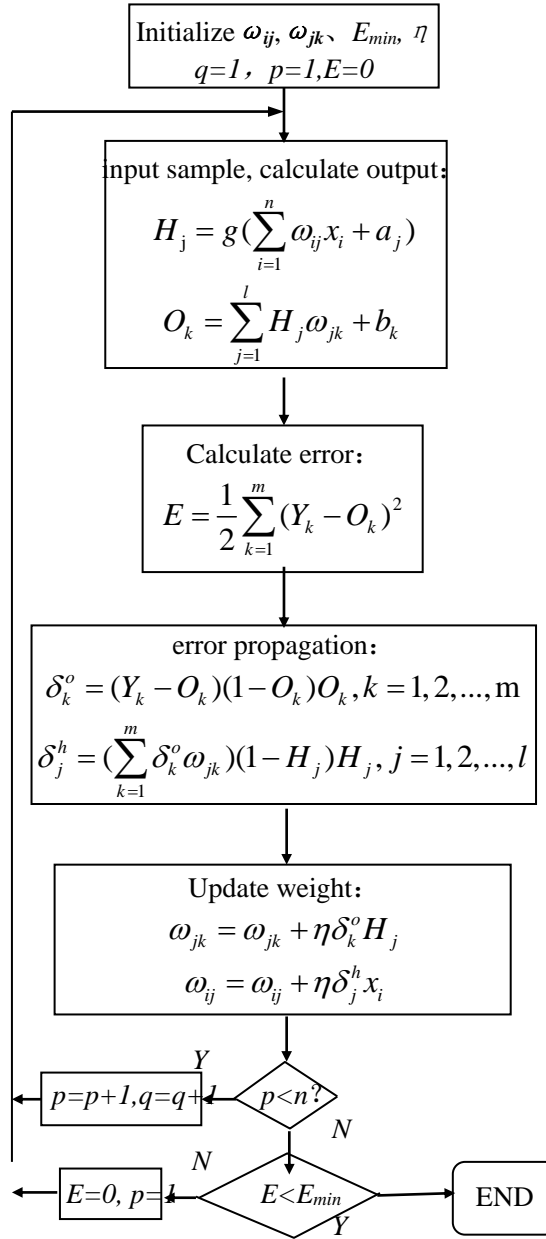 Initialize ω_ij, ω_jk、 E_min, η
q=1， p=1,E=0
input sample, calculate output：
H_j = g(∑_{i=1}^{n} ω_ij x_i + a_j)
O_k = ∑_{j=1}^{l} H_j ω_jk + b_k
Calculate error：
E = 1/2 ∑_{k=1}^{m} (Y_k − O_k)^2
error propagation：
δ_k^o = (Y_k − O_k)(1−O_k)O_k, k = 1,2,...,m
δ_j^h = (∑_{k=1}^{m} δ_k^o ω_jk)(1−H_j)H_j, j = 1,2,...,l
Update weight：
ω_jk = ω_jk + ηδ_k^o H_j
ω_ij = ω_ij + ηδ_j^h x_i
Y
p=p+1,q=q+1
p<n？
N
N
E=0, p=1
E<E_min
Y
END